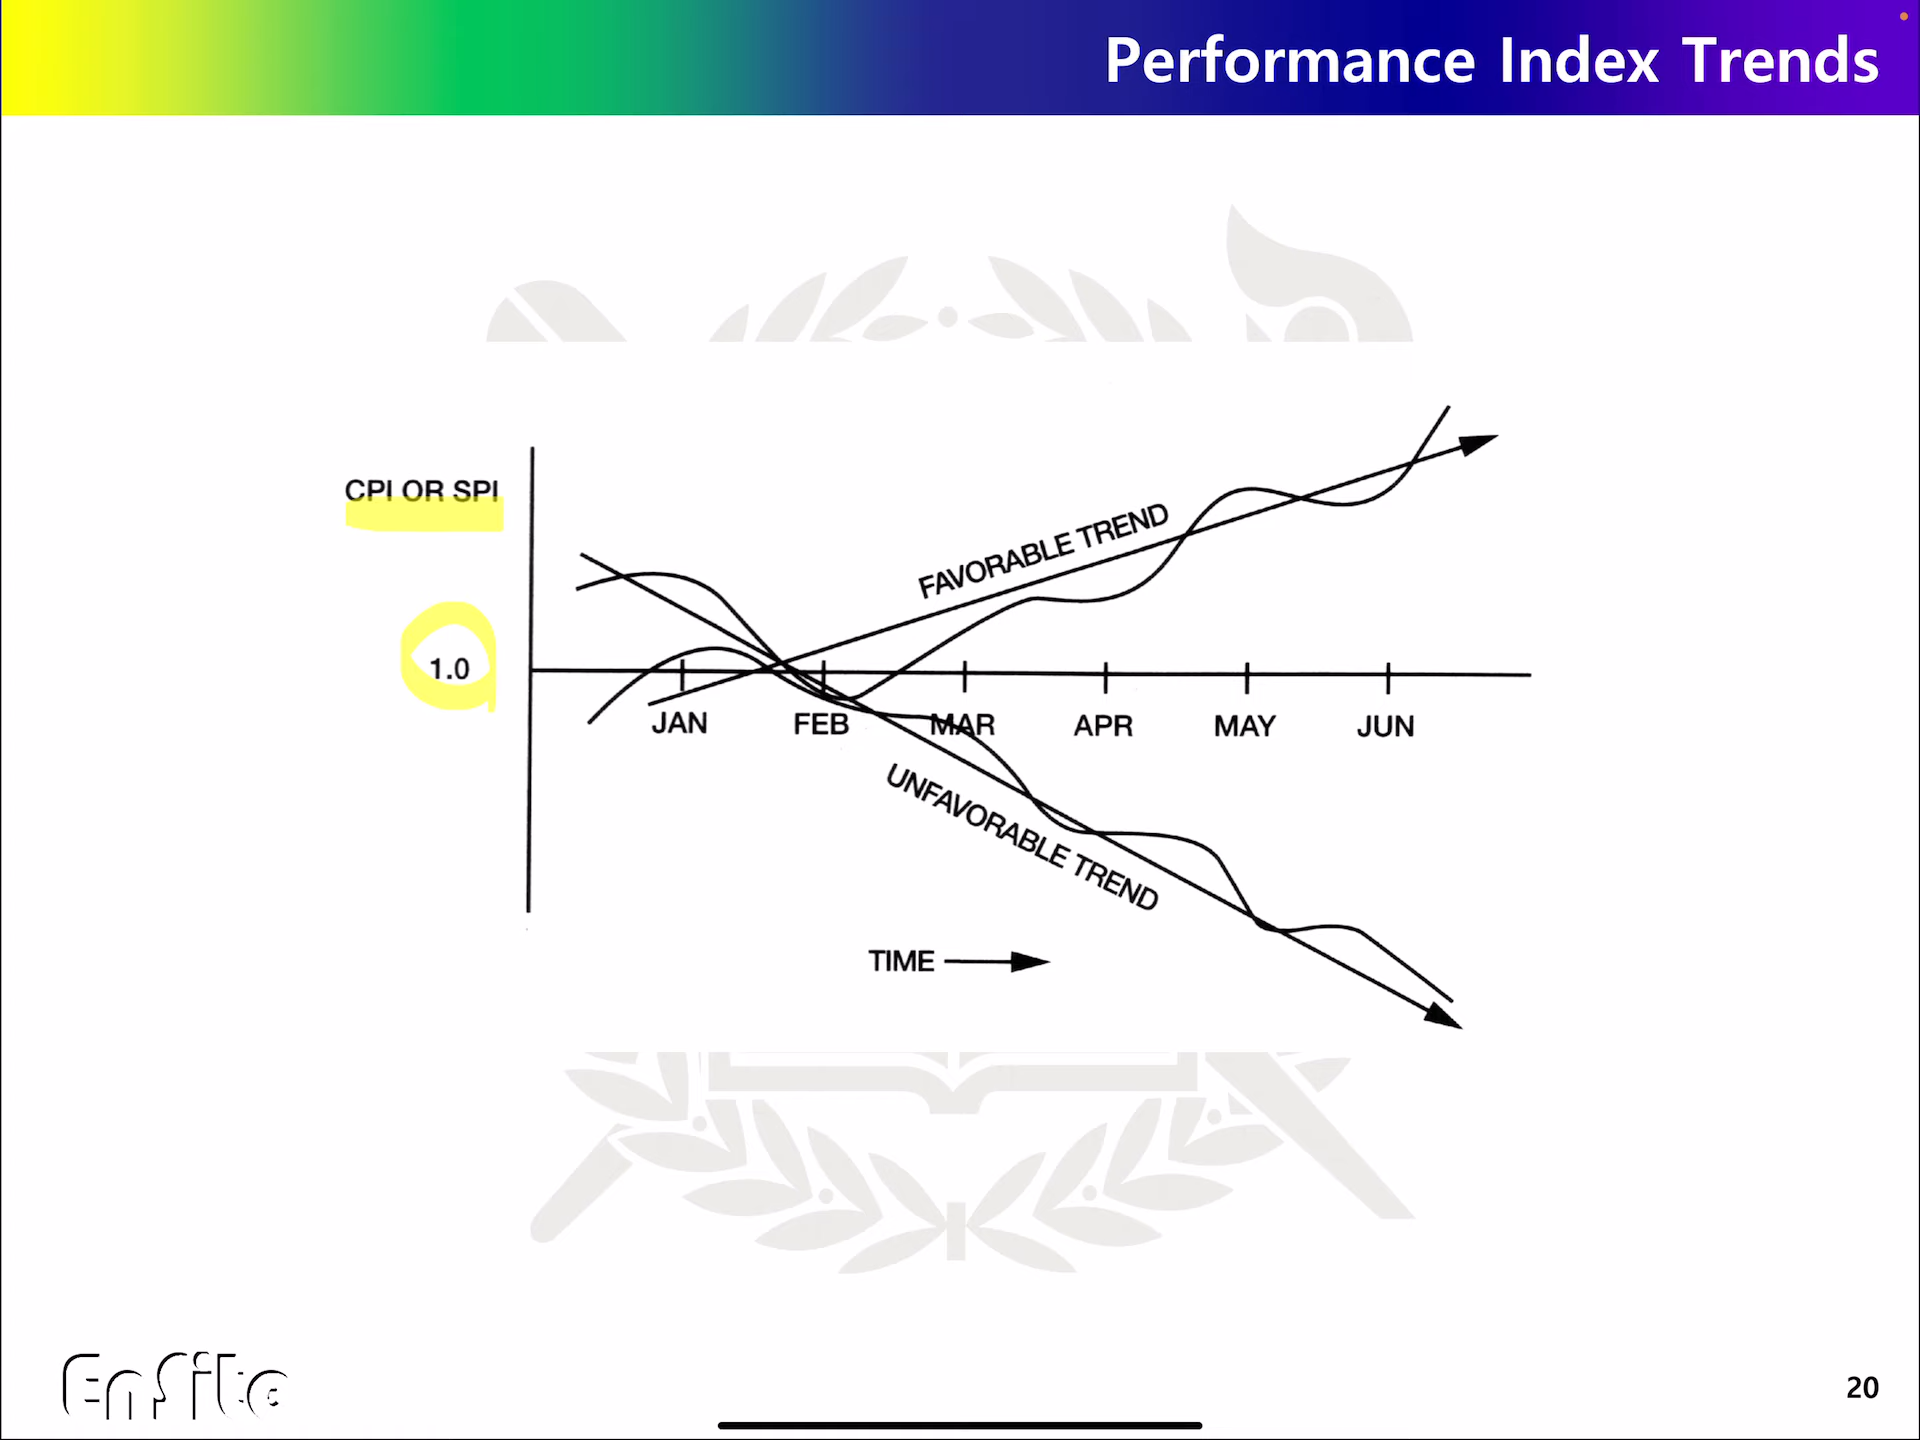 Performance Index Trends
CPI OR SPI
FAVORABLE TREND
1.0
JAN FEB MAR APR MAY JUN
UNFAVORABLE TREND
TIME
EnSite
20